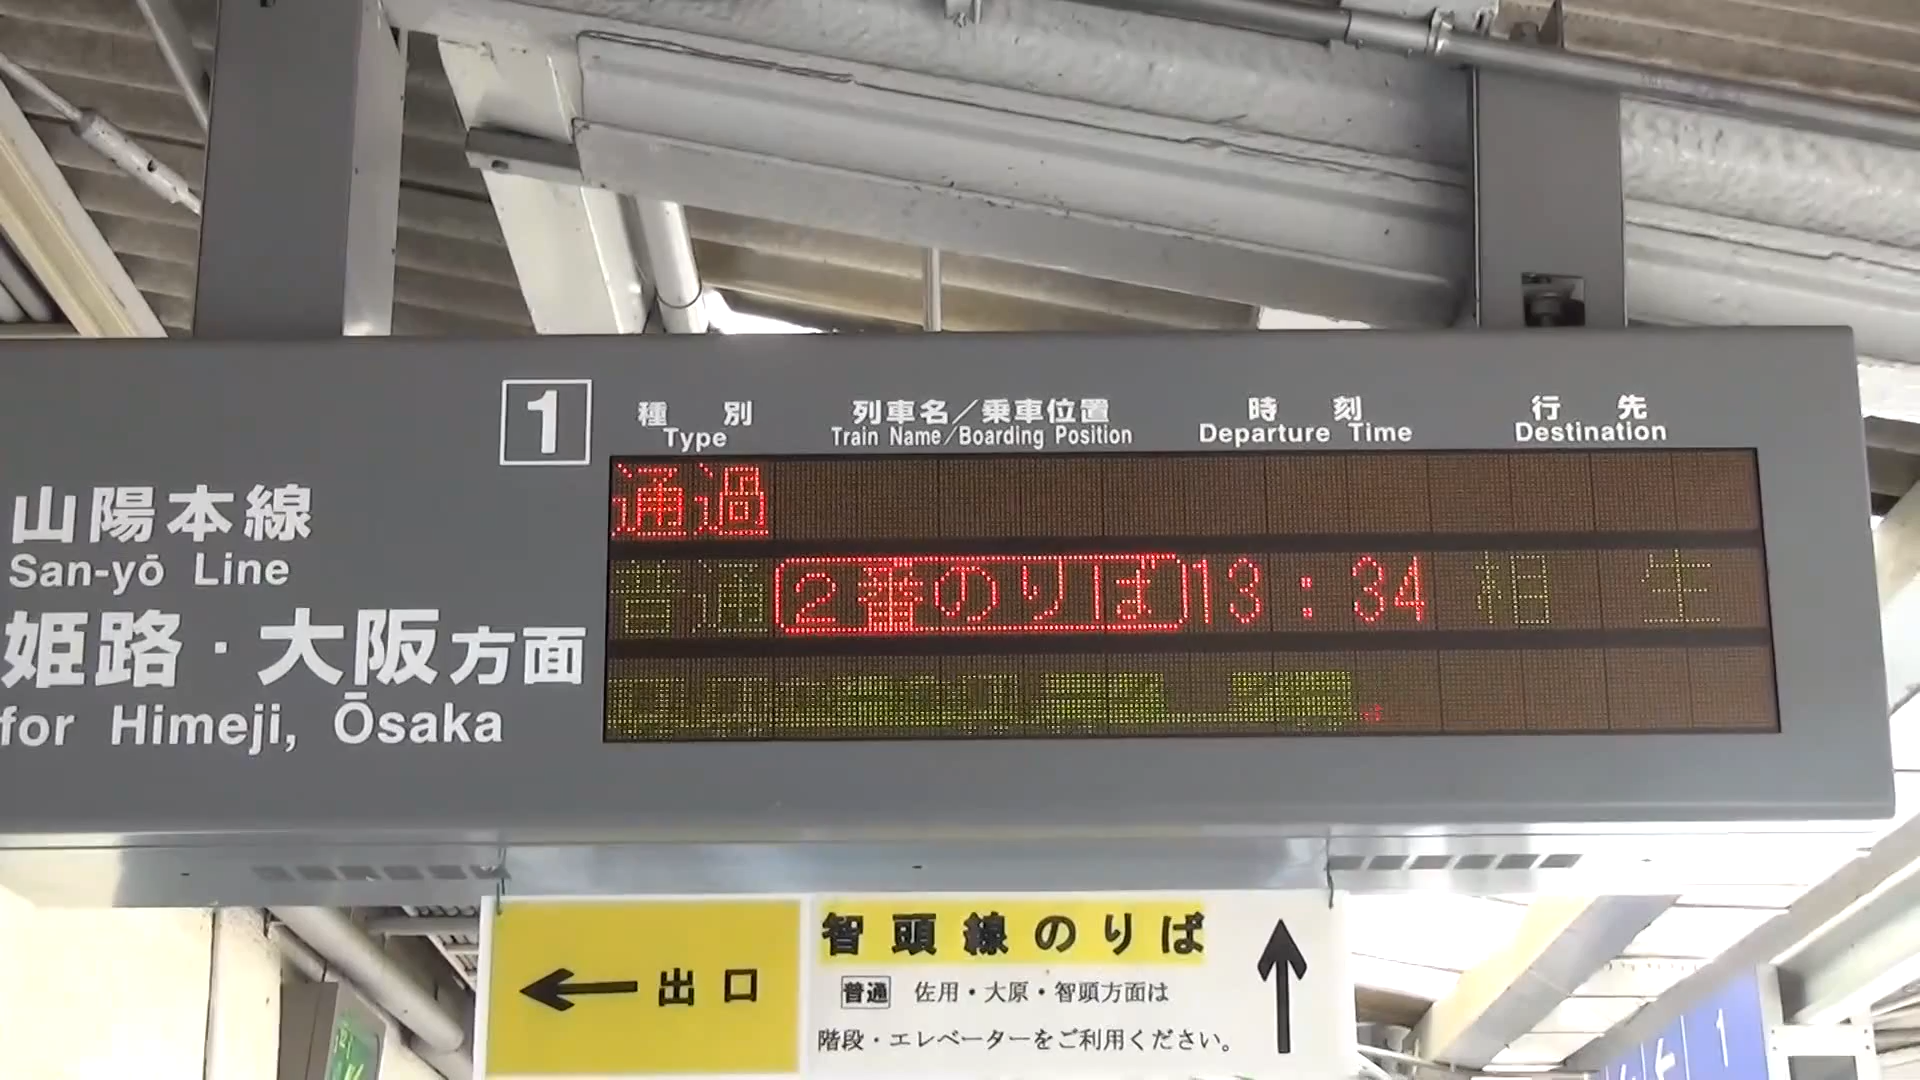 1
山陽本線
San-yō Line
姫路・大阪方面
for Himeji, Ōsaka
種別 列車名/乗車位置 時刻 行先
Type Train Name/Boarding Position Departure Time Destination
通過
普通 2番のりば 13:34 相生
← 出口
智頭線のりば ↑
普通 佐用・大原・智頭方面は
階段・エレベーターをご利用ください。
1